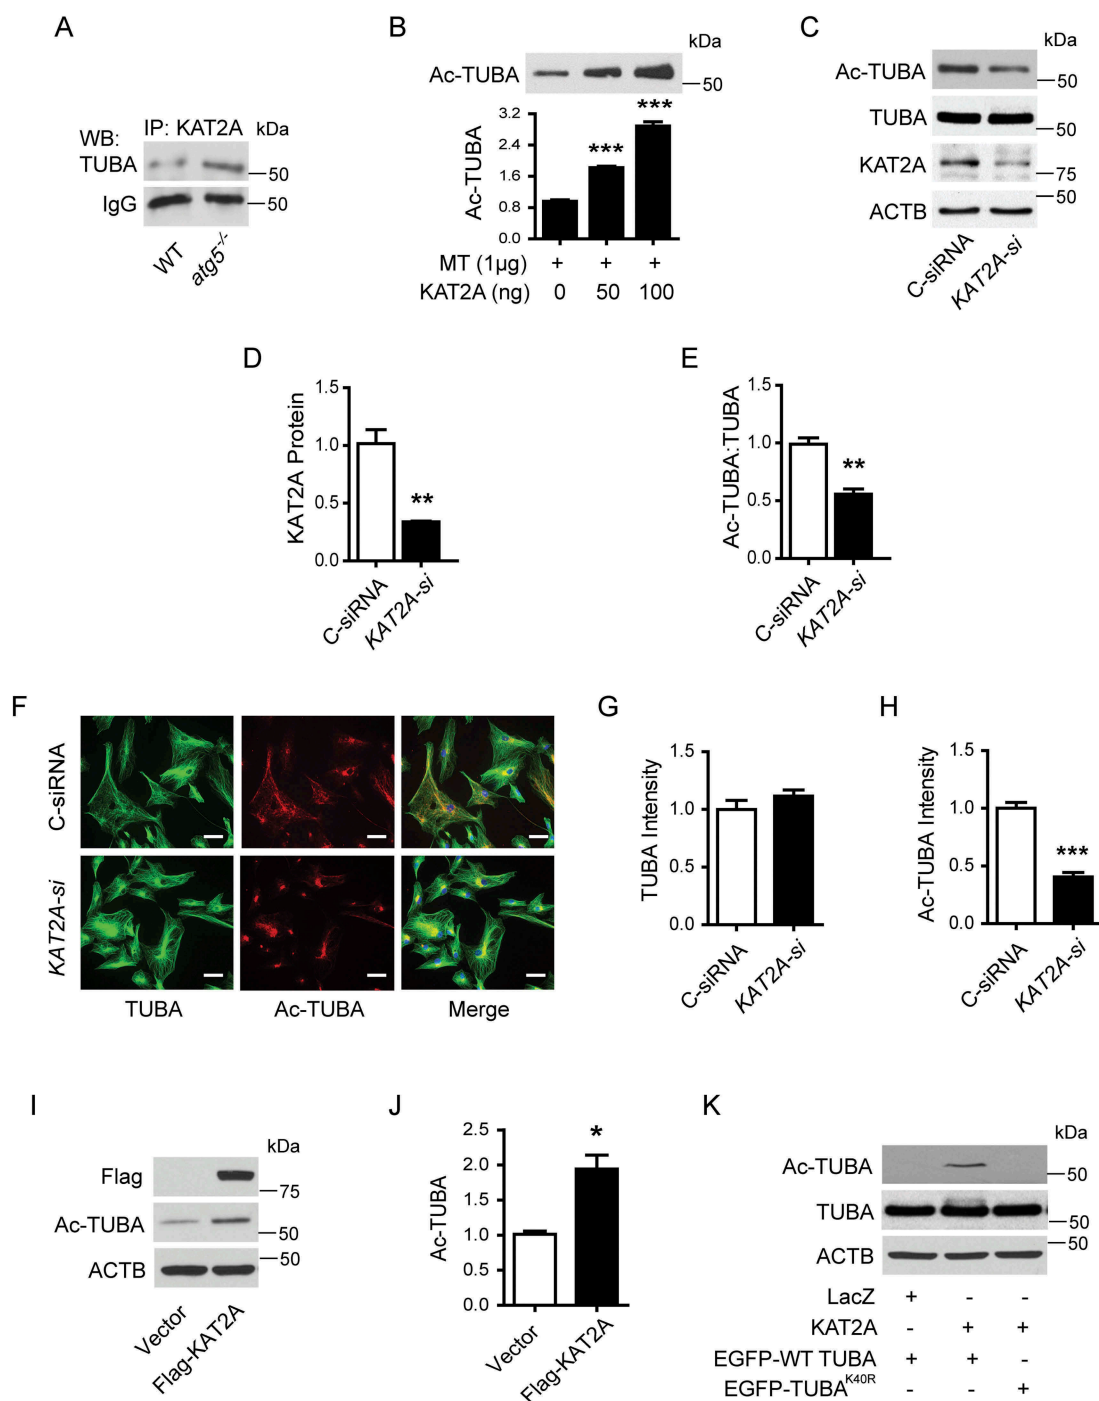 A
WB: IP: KAT2A kDa
TUBA 50
IgG 50
WT atg5-/-
B
kDa
Ac-TUBA 50
Ac-TUBA
3.2
2.4
1.6
0.8
0.0
*** ***
MT (1µg) + + +
KAT2A (ng) 0 50 100
C
kDa
Ac-TUBA 50
TUBA 50
KAT2A 75
ACTB 50
C-siRNA KAT2A-si
D
KAT2A Protein
1.5
1.0
0.5
0.0
**
C-siRNA KAT2A-si
E
Ac-TUBA:TUBA
1.5
1.0
0.5
0.0
**
C-siRNA KAT2A-si
F
C-siRNA
KAT2A-si
TUBA Ac-TUBA Merge
G
TUBA Intensity
1.5
1.0
0.5
0.0
C-siRNA KAT2A-si
H
Ac-TUBA Intensity
1.5
1.0
0.5
0.0
***
C-siRNA KAT2A-si
I
kDa
Flag 75
Ac-TUBA 50
ACTB 50
Vector Flag-KAT2A
J
Ac-TUBA
2.5
2.0
1.5
1.0
0.5
0.0
*
Vector Flag-KAT2A
K
kDa
Ac-TUBA 50
TUBA 50
ACTB 50
LacZ + - -
KAT2A - + +
EGFP-WT TUBA + + -
EGFP-TUBAK40R - - +